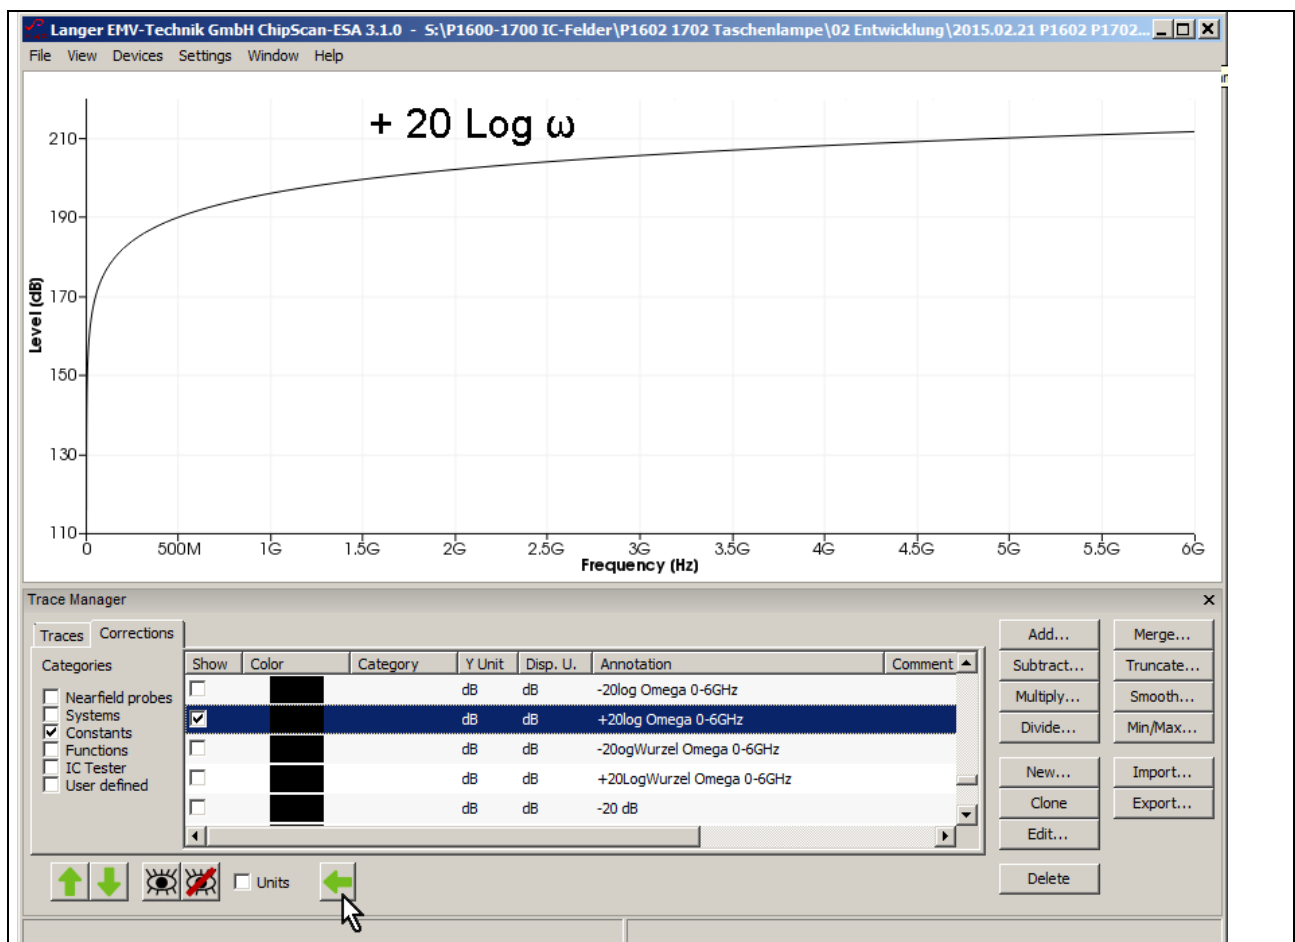 Langer EMV-Technik GmbH ChipScan-ESA 3.1.0 - S:\P1600-1700 IC-Felder\P1602 1702 Taschenlampe\02 Entwicklung\2015.02.21 P1602 P1702...
File View Devices Settings Window Help
+ 20 Log ω
210
190
170
150
130
110
Level (dB)
0 500M 1G 1.5G 2G 2.5G 3G 3.5G 4G 4.5G 5G 5.5G 6G
Frequency (Hz)
Trace Manager
Traces Corrections
Categories
Nearfield probes
Systems
Constants
Functions
IC Tester
User defined
Show Color Category Y Unit Disp. U. Annotation Comment
dB dB -20log Omega 0-6GHz
dB dB +20log Omega 0-6GHz
dB dB -20ogWurzel Omega 0-6GHz
dB dB +20LogWurzel Omega 0-6GHz
dB dB -20 dB
Add... Merge...
Subtract... Truncate...
Multiply... Smooth...
Divide... Min/Max...
New... Import...
Clone Export...
Edit...
Delete
Units